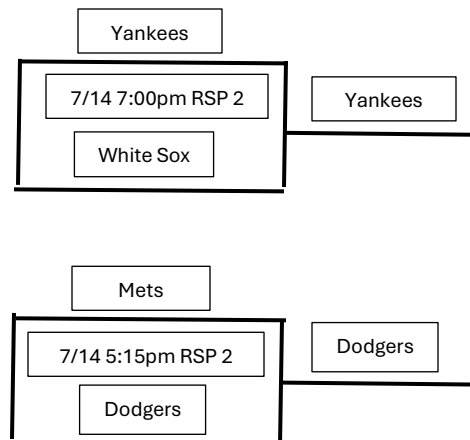 Yankees
7/14 7:00pm RSP 2
Yankees
White Sox
Mets
7/14 5:15pm RSP 2
Dodgers
Dodgers